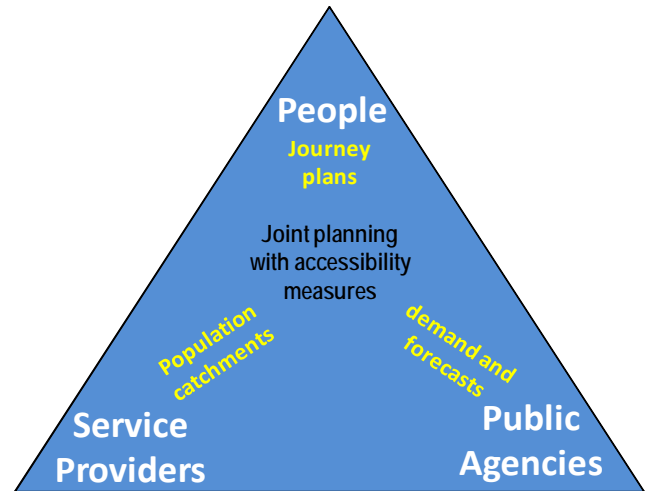 People
Journey
plans
Joint planning
with accessibility
measures
Population
catchments
demand and
forecasts
Service
Providers
Public
Agencies